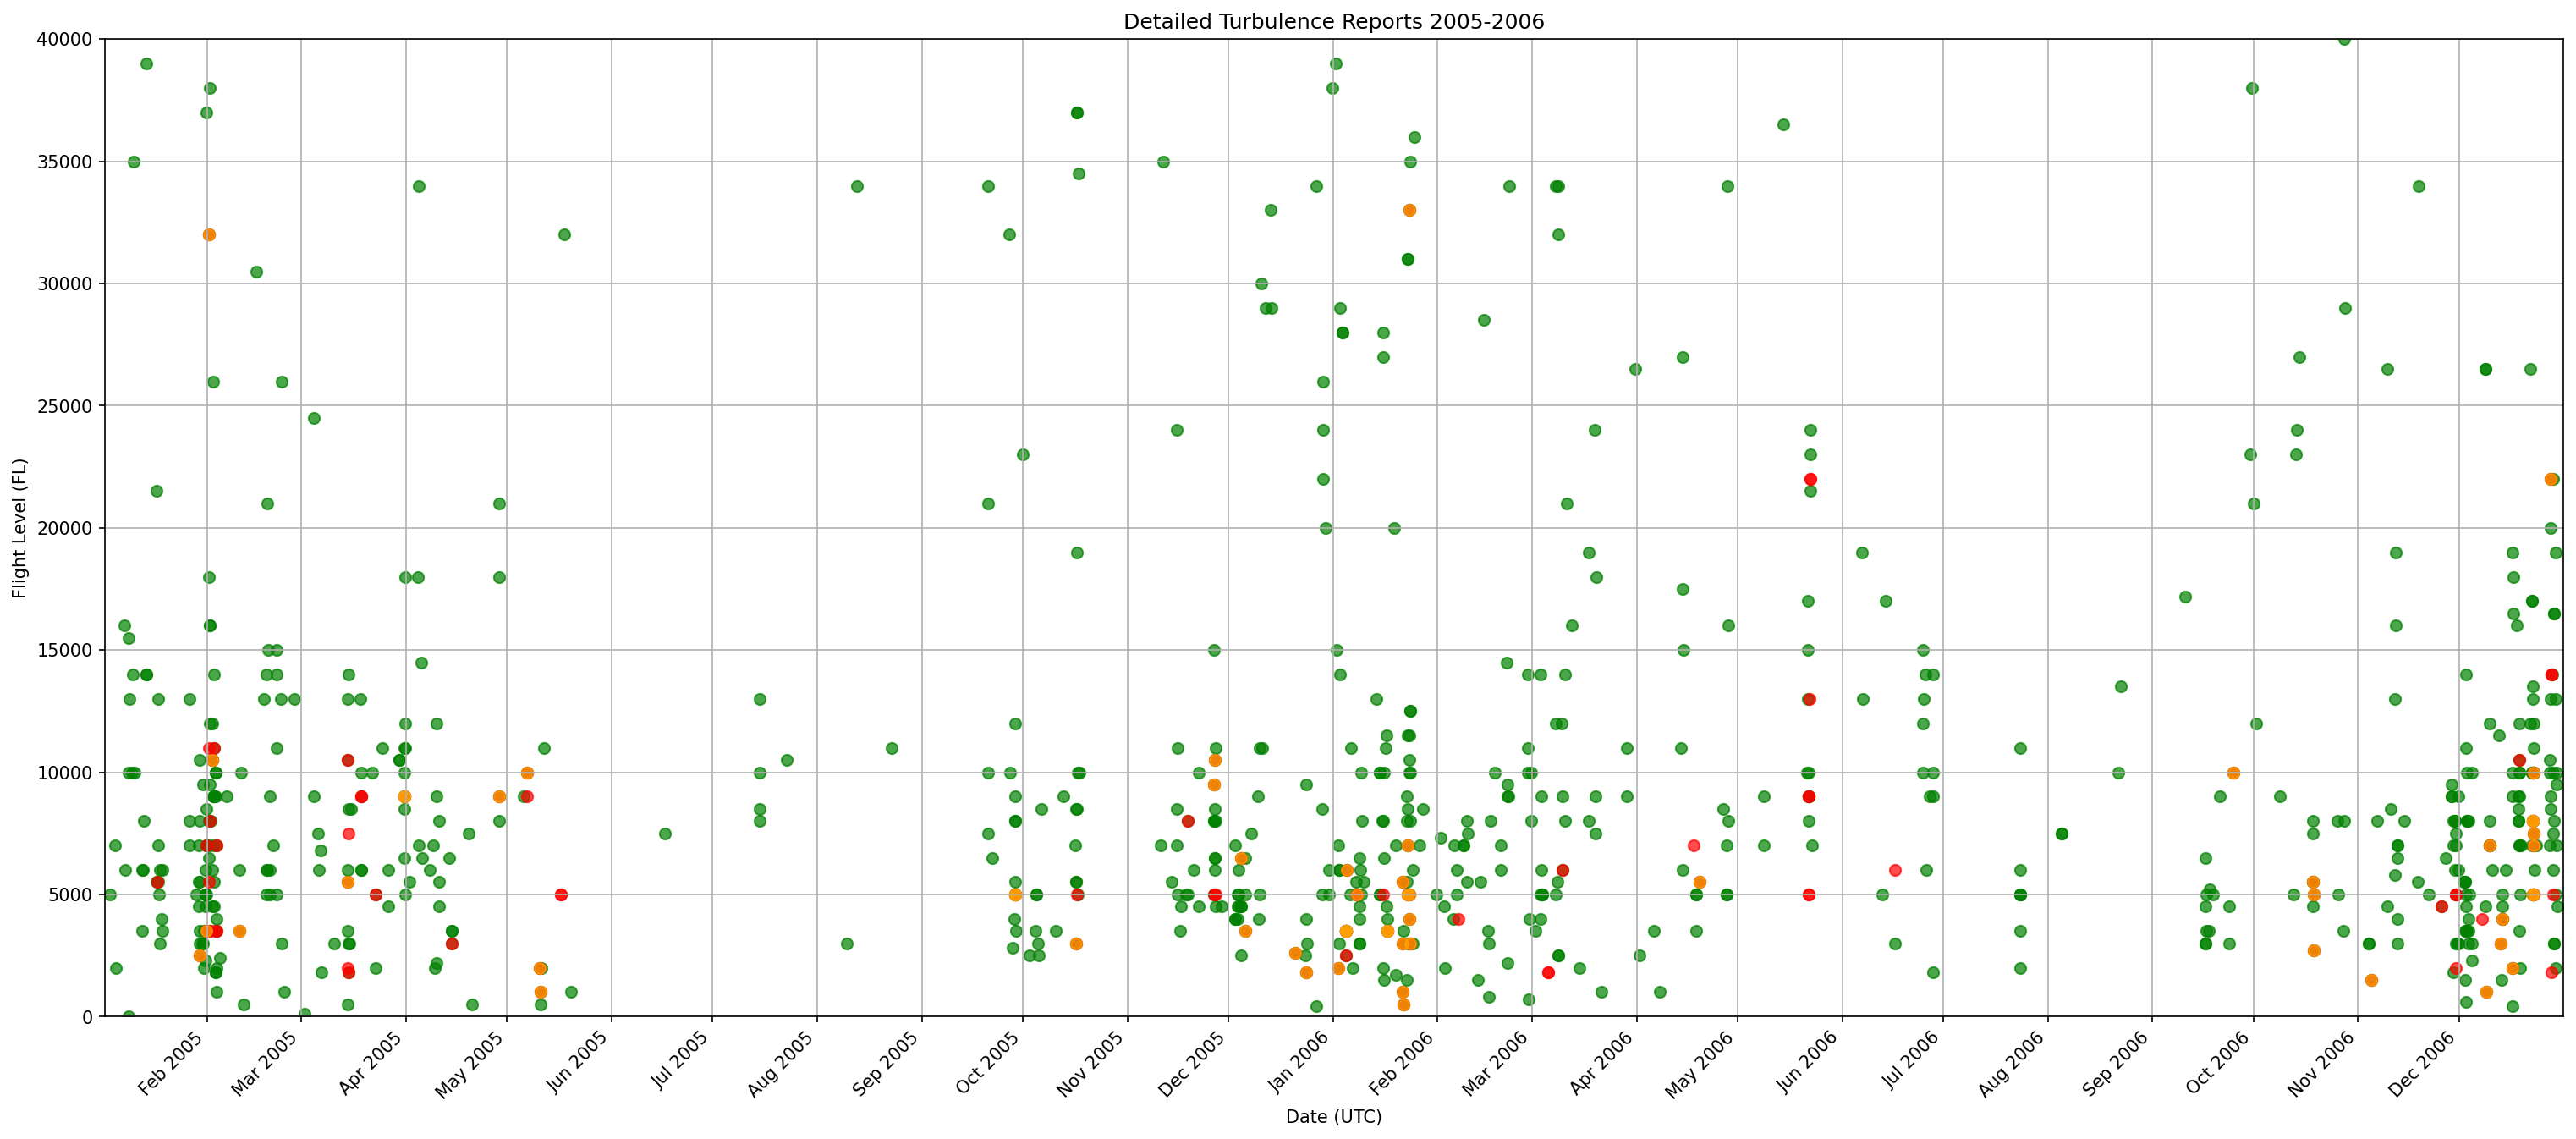 Detailed Turbulence Reports 2005-2006
Flight Level (FL)
40000
35000
30000
25000
20000
15000
10000
5000
0
Feb 2005
Mar 2005
Apr 2005
May 2005
Jun 2005
Jul 2005
Aug 2005
Sep 2005
Oct 2005
Nov 2005
Dec 2005
Jan 2006
Feb 2006
Mar 2006
Apr 2006
May 2006
Jun 2006
Jul 2006
Aug 2006
Sep 2006
Oct 2006
Nov 2006
Dec 2006
Date (UTC)